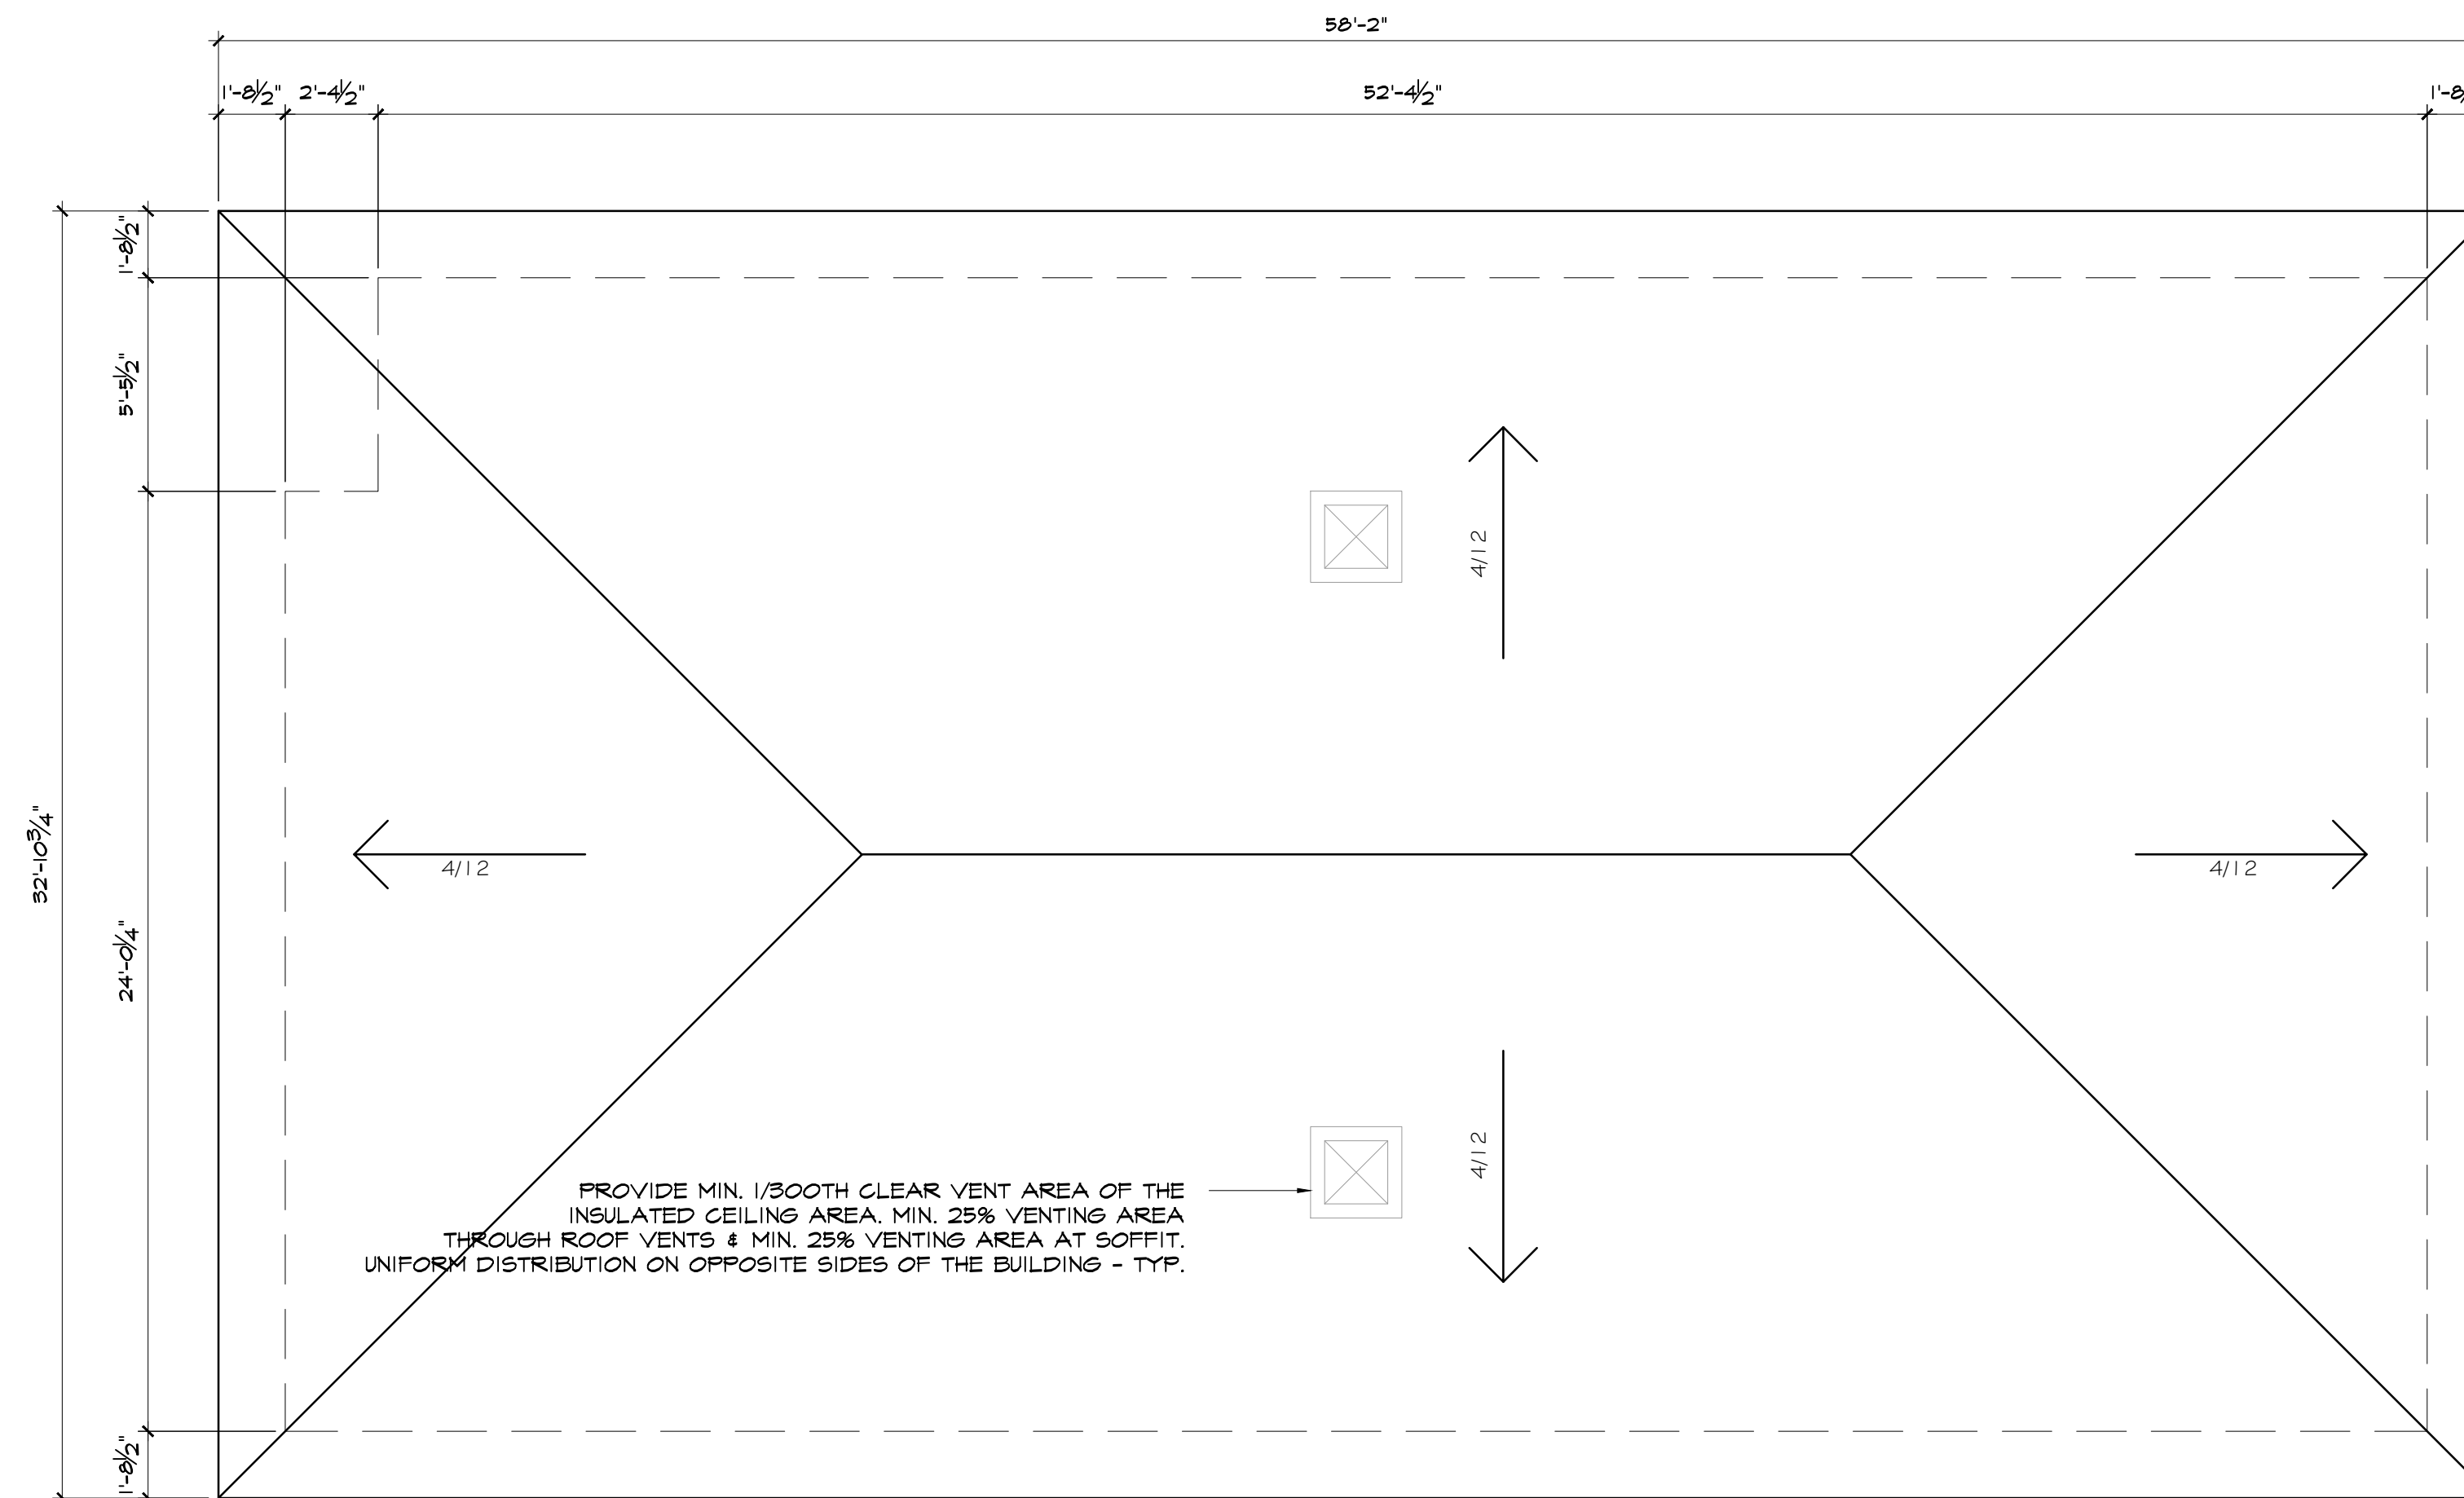 58'-2"
1'-8½" 2'-4½" 52'-4½" 1'-8
1'-8½"
5'-5½"
4/12
32'-10¾"
4/12
4/12
24'-0¼"
4/12
PROVIDE MIN. 1/300TH CLEAR VENT AREA OF THE
INSULATED CEILING AREA. MIN. 25% VENTING AREA
THROUGH ROOF VENTS & MIN. 25% VENTING AREA AT SOFFIT.
UNIFORM DISTRIBUTION ON OPPOSITE SIDES OF THE BUILDING - TYP.
1'-8½"